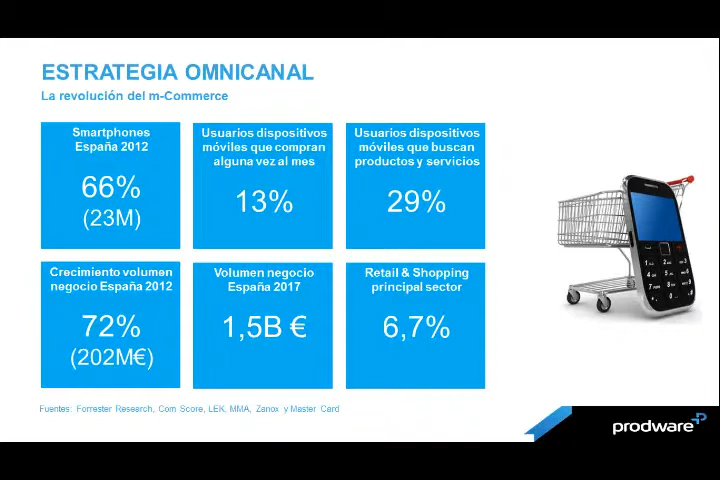 ESTRATEGIA OMNICANAL
La revolución del m-Commerce
Smartphones
España 2012
66%
(23M)
Usuarios dispositivos
móviles que compran
alguna vez al mes
13%
Usuarios dispositivos
móviles que buscan
productos y servicios
29%
Crecimiento volumen
negocio España 2012
72%
(202M€)
Volumen negocio
España 2017
1,5B €
Retail & Shopping
principal sector
6,7%
Fuentes: Forrester Research, Com Score, LEK, MMA, Zanox y Master Card
prodware